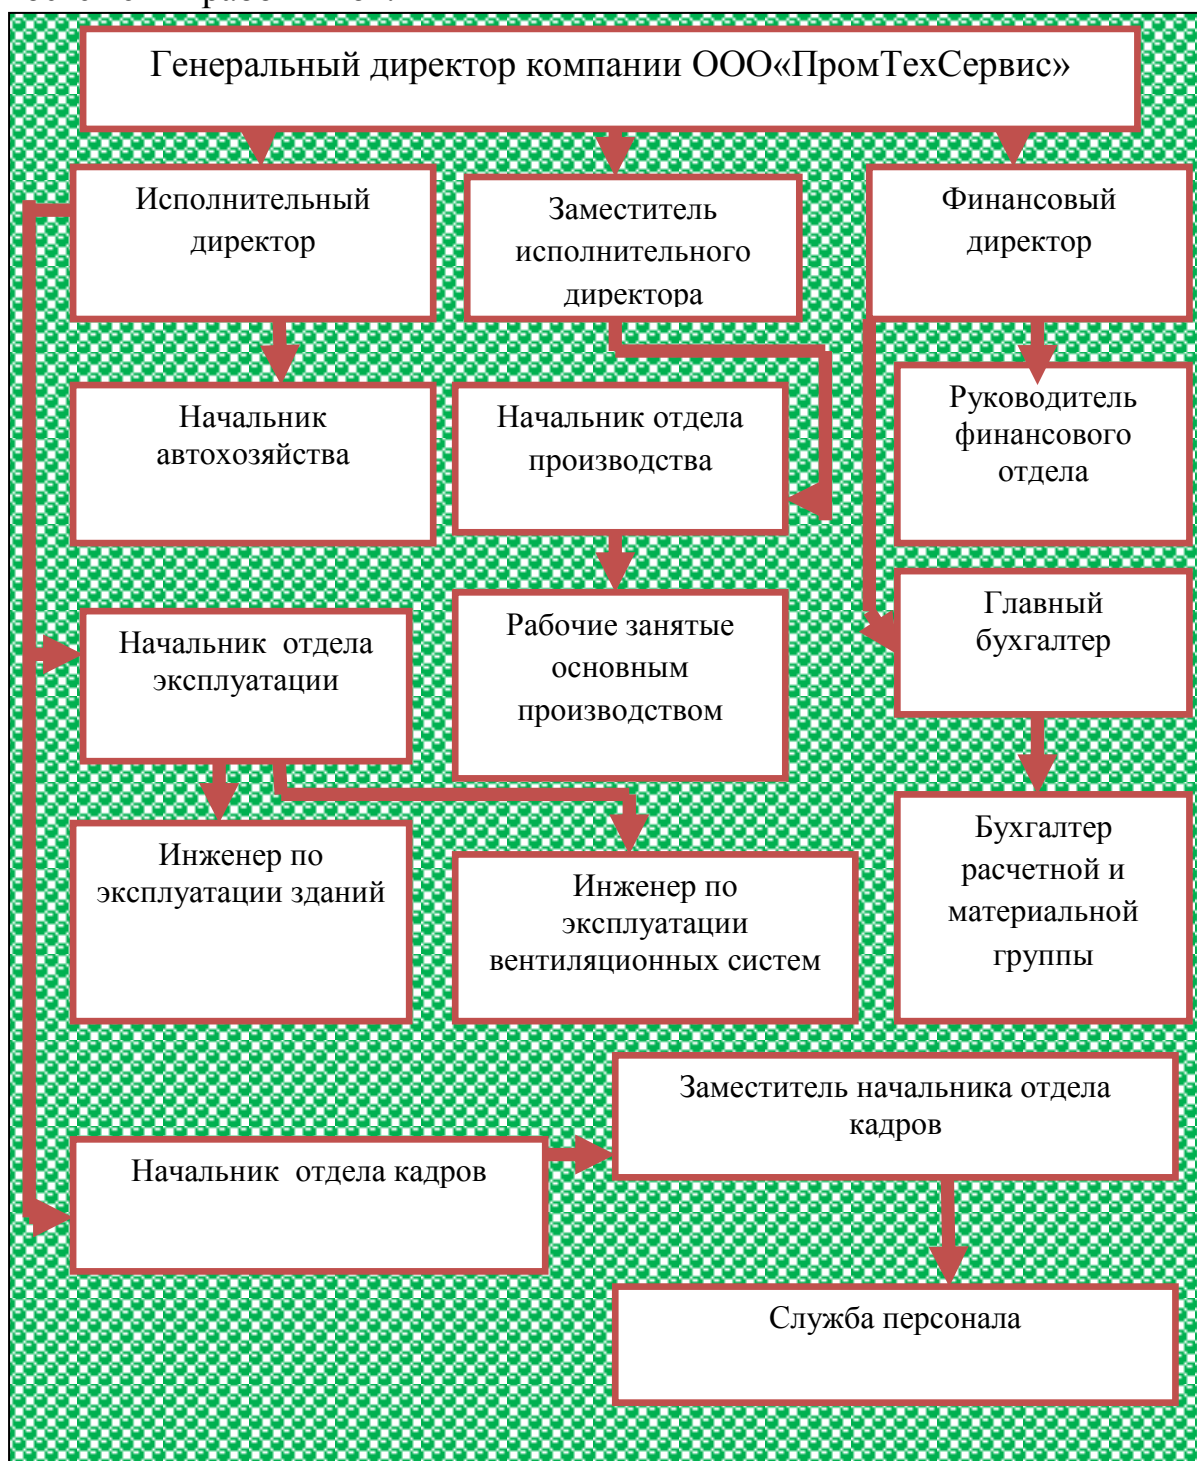 Генеральный директор компании ООО«ПромТехСервис»
Исполнительный
директор
Заместитель
исполнительного
директора
Финансовый
директор
Начальник
автохозяйства
Начальник отдела
производства
Руководитель
финансового
отдела
Начальник  отдела
эксплуатации
Рабочие занятые
основным
производством
Главный
бухгалтер
Инженер по
эксплуатации зданий
Инженер по
эксплуатации
вентиляционных систем
Бухгалтер
расчетной и
материальной
группы
Заместитель начальника отдела
кадров
Начальник  отдела кадров
Служба персонала